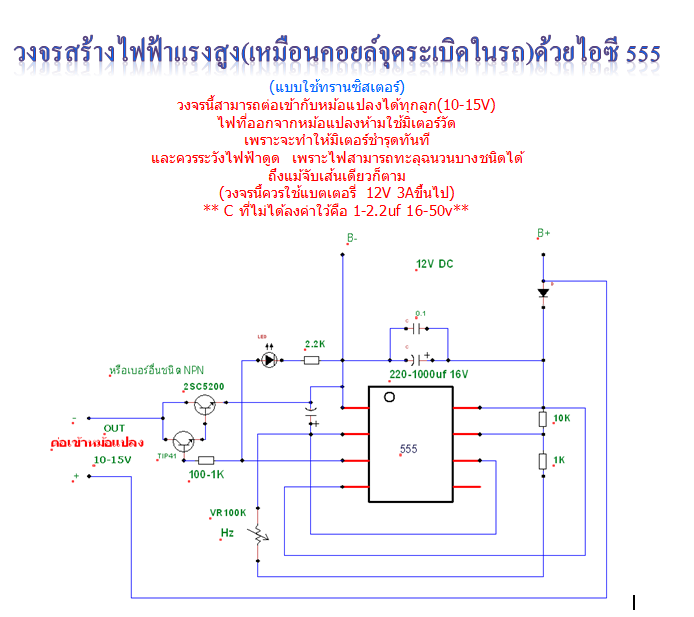 วงจรสร้างไฟฟ้าแรงสูง(เหมือนคอยล์จุดระเบิดในรถ)ด้วยไอซี 555
(แบบใช้ทรานซิสเตอร์)
วงจรนี้สามารถต่อเข้ากับหม้อแปลงได้ทุกลูก(10-15V)
ไฟที่ออกจากหม้อแปลงห้ามใช้มิเตอร์วัด
เพราะจะทำให้มิเตอร์ชำรุดทันที
และควรระวังไฟฟ้าดูด เพราะไฟสามารถทะลุฉนวนบางชนิดได้
ถึงแม้จับเส้นเดียวก็ตาม
(วงจรนี้ควรใช้แบตเตอรี่ 12V 3Aขึ้นไป)
** C ที่ไม่ได้ลงค่าใว้คือ 1-2.2uf 16-50v**
B-
B+
12V DC
0.1
C
LED
2.2K
C
+
220-1000uf 16V
หรือเบอร์อื่นชนิด NPN
2SC5200
+
-
OUT
ต่อเข้าหม้อแปลง
10-15V
+
TIP41
100-1K
555
10K
1K
VR100K
Hz